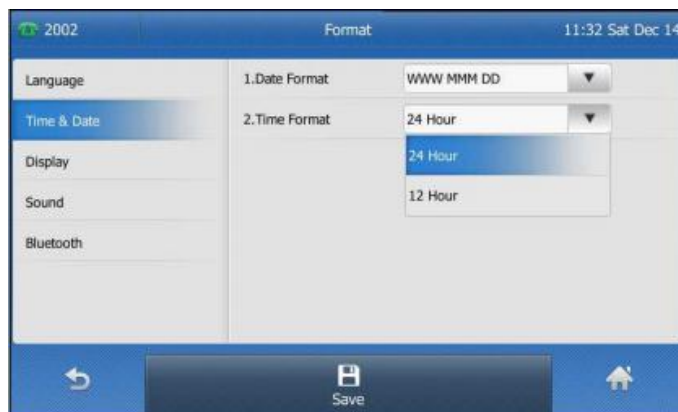 2002 Format 11:32 Sat Dec 14
Language
Time & Date
Display
Sound
Bluetooth
1.Date Format WWW MMM DD
2.Time Format 24 Hour
24 Hour
12 Hour
Save